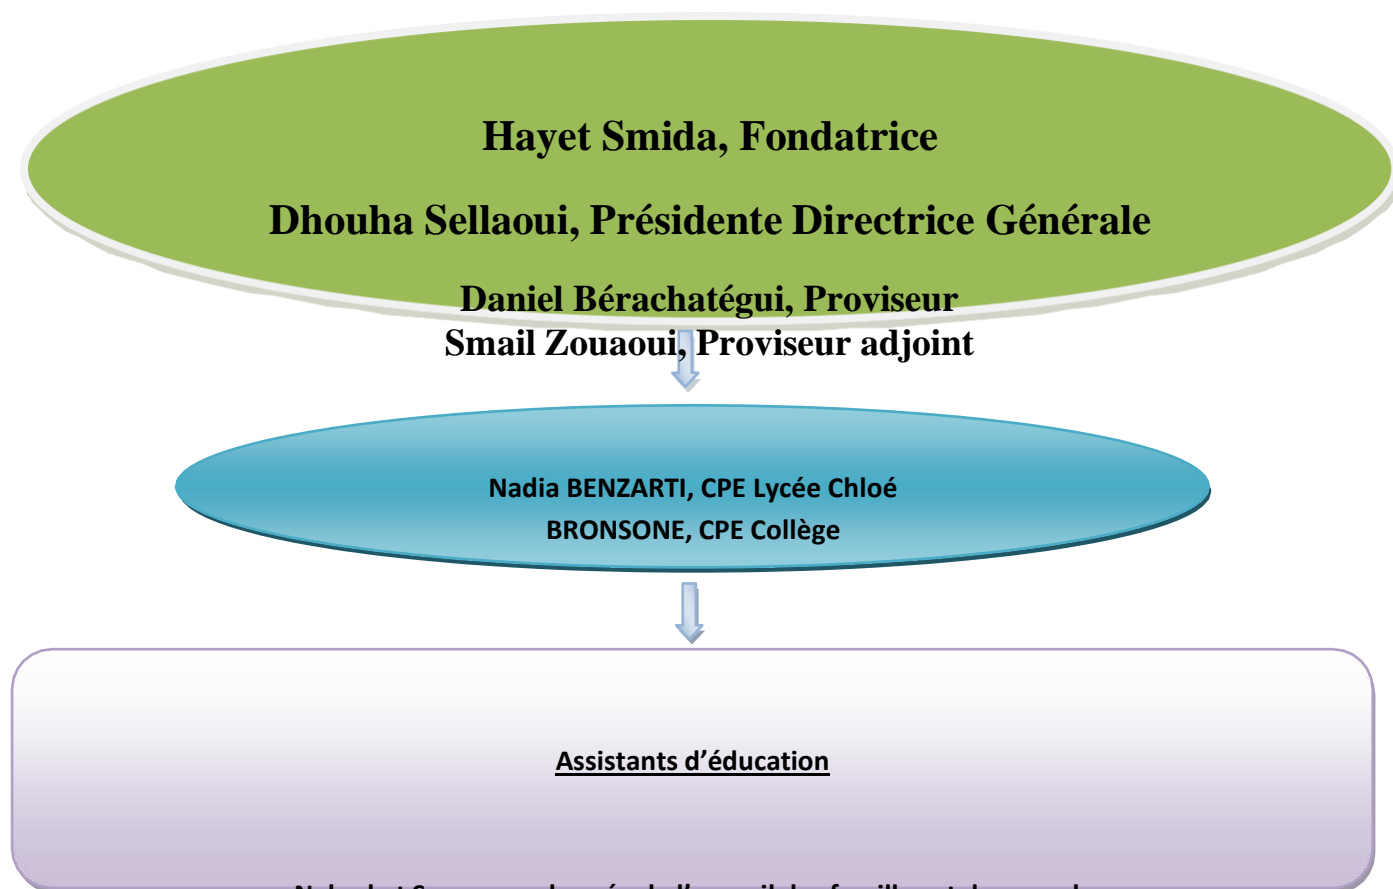 Hayet Smida, Fondatrice
Dhouha Sellaoui, Présidente Directrice Générale
Daniel Bérachatégui, Proviseur
Smail Zouaoui, Proviseur adjoint
Nadia BENZARTI, CPE Lycée Chloé
BRONSONE, CPE Collège
Assistants d’éducation